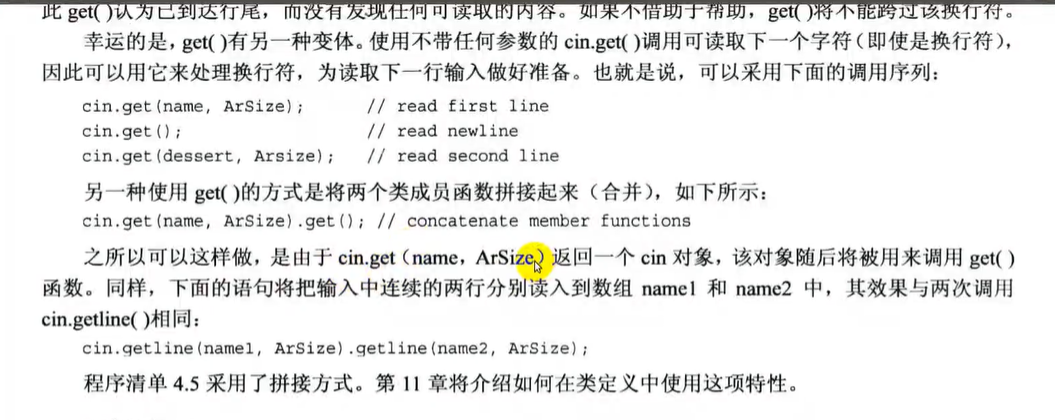 此 get( )认为已到达行尾，而没有发现任何可读取的内容。如果不借助于帮助，get( )将不能跨过该换行符。
幸运的是，get( )有另一种变体。使用不带任何参数的 cin.get( )调用可读取下一个字符（即使是换行符），
因此可以用它来处理换行符，为读取下一行输入做好准备。也就是说，可以采用下面的调用序列：
cin.get(name, ArSize);      // read first line
cin.get();                  // read newline
cin.get(dessert, Arsize);   // read second line
另一种使用 get( )的方式是将两个类成员函数拼接起来（合并），如下所示：
cin.get(name, ArSize).get(); // concatenate member functions
之所以可以这样做，是由于 cin.get（name，ArSize）返回一个 cin 对象，该对象随后将被用来调用 get( )
函数。同样，下面的语句将把输入中连续的两行分别读入到数组 name1 和 name2 中，其效果与两次调用
cin.getline( )相同：
cin.getline(name1, ArSize).getline(name2, ArSize);
程序清单 4.5 采用了拼接方式。第 11 章将介绍如何在类定义中使用这项特性。